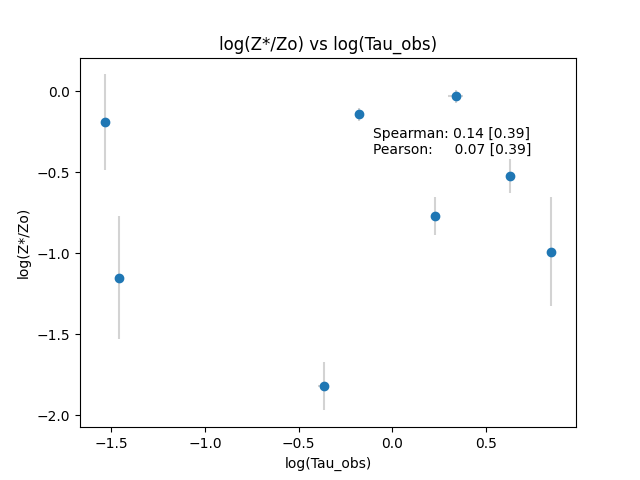 log(Z*/Zo) vs log(Tau_obs)
0.0
Spearman: 0.14 [0.39]
Pearson: 0.07 [0.39]
−0.5
log(Z*/Zo)
−1.0
−1.5
−2.0
−1.5 −1.0 −0.5 0.0 0.5
log(Tau_obs)